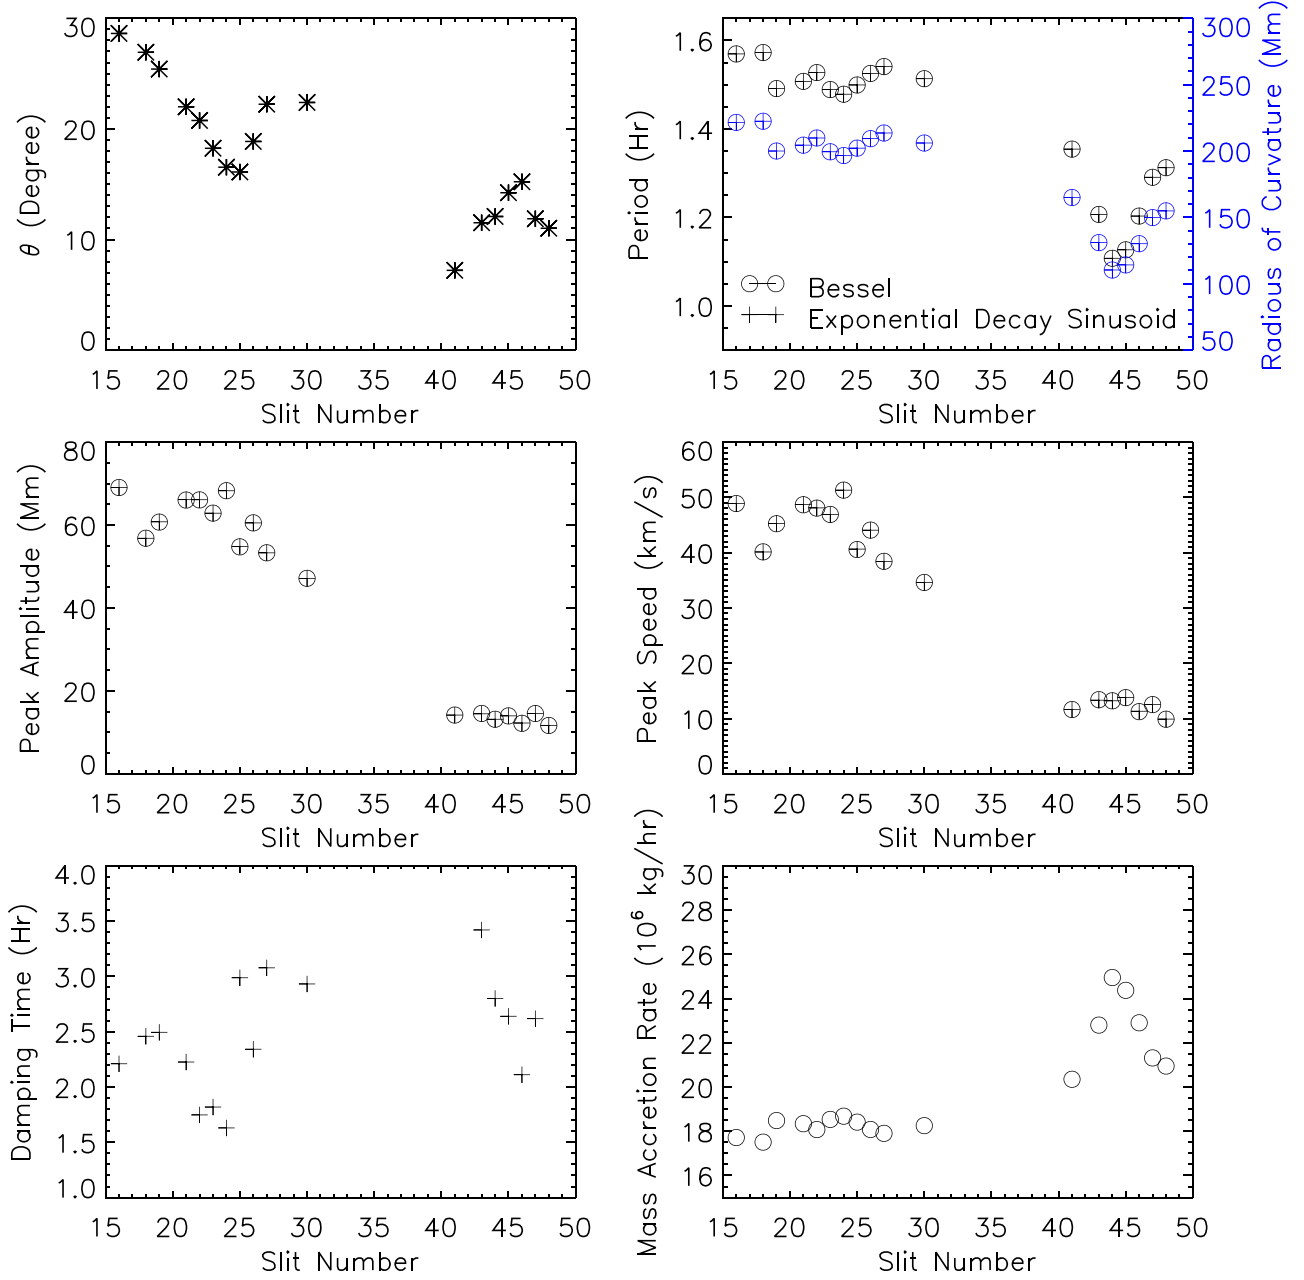 30
20
10
0
θ (Degree)
15 20 25 30 35 40 45 50
Slit Number
1.6
1.4
1.2
1.0
Period (Hr)
300
250
200
150
100
50
Radious of Curvature (Mm)
Bessel
Exponential Decay Sinusoid
15 20 25 30 35 40 45 50
Slit Number
80
60
40
20
0
Peak Amplitude (Mm)
15 20 25 30 35 40 45 50
Slit Number
60
50
40
30
20
10
0
Peak Speed (km/s)
15 20 25 30 35 40 45 50
Slit Number
4.0
3.5
3.0
2.5
2.0
1.5
1.0
Damping Time (Hr)
15 20 25 30 35 40 45 50
Slit Number
30
28
26
24
22
20
18
16
Mass Accretion Rate (10⁶ kg/hr)
15 20 25 30 35 40 45 50
Slit Number